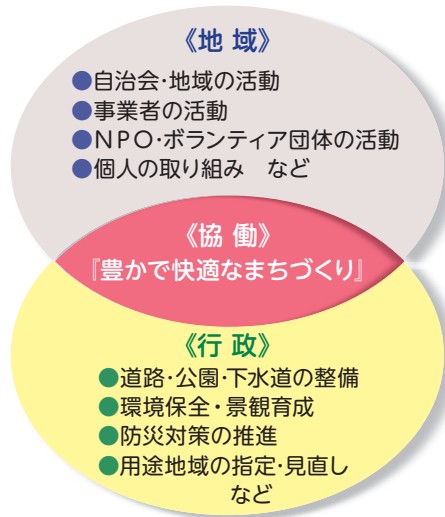 《地 域》
●自治会・地域の活動
●事業者の活動
●NPO・ボランティア団体の活動
●個人の取り組み　など
《協 働》
『豊かで快適なまちづくり』
《行 政》
●道路・公園・下水道の整備
●環境保全・景観育成
●防災対策の推進
●用途地域の指定・見直し
など